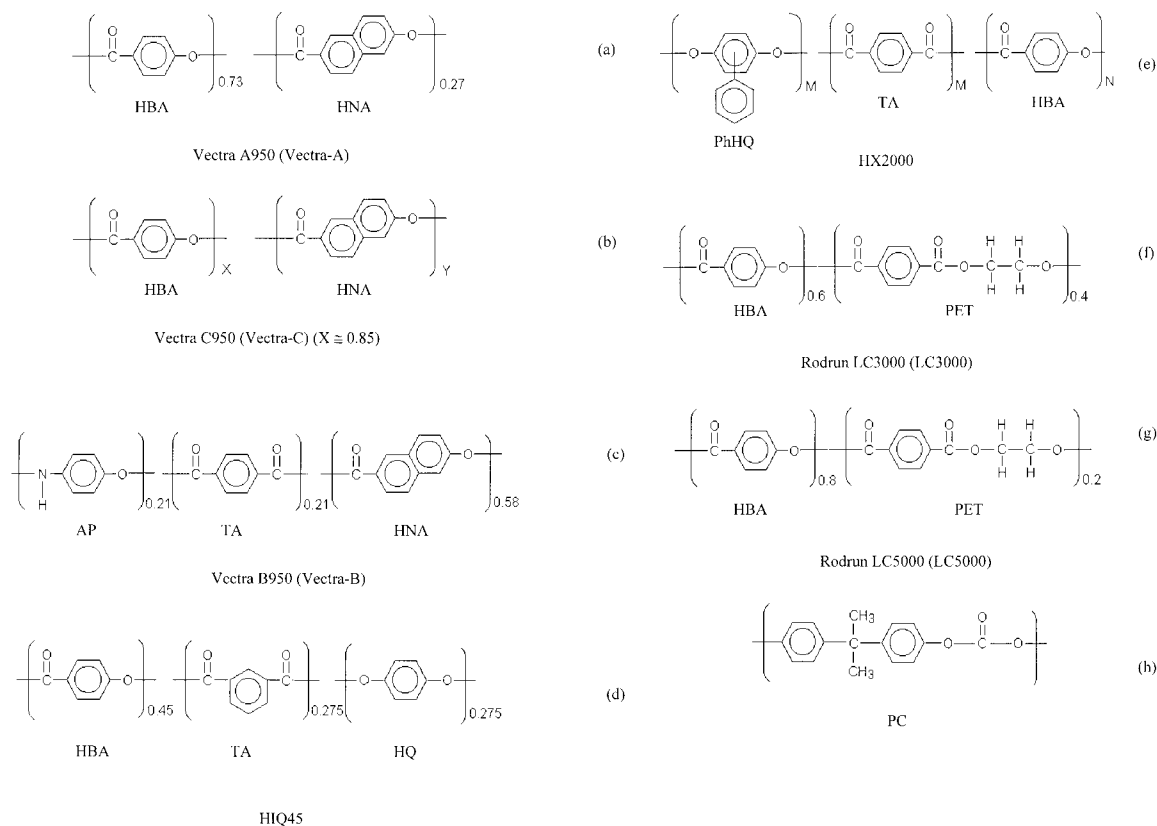 O
C
O
0.73
HBA
O
C
O
0.27
HNA
(a)
Vectra A950 (Vectra-A)
O
C
O
X
HBA
O
C
O
Y
HNA
(b)
Vectra C950 (Vectra-C) (X ≅ 0.85)
N
H
O
0.21
AP
O
C
O
C
0.21
TA
O
C
O
0.58
HNA
(c)
Vectra B950 (Vectra-B)
O
C
O
0.45
HBA
O
C
O
C
0.275
TA
O
O
0.275
HQ
(d)
HIQ45
O
O
M
PhHQ
O
C
O
C
M
TA
O
C
O
N
HBA
(e)
HX2000
O
C
O
0.6
HBA
O
C
O
C
O
H
H
C
C
H
H
O
0.4
PET
(f)
Rodrun LC3000 (LC3000)
O
C
O
0.8
HBA
O
C
O
C
O
H
H
C
C
H
H
O
0.2
PET
(g)
Rodrun LC5000 (LC5000)
CH3
C
CH3
O
O
C
O
(h)
PC